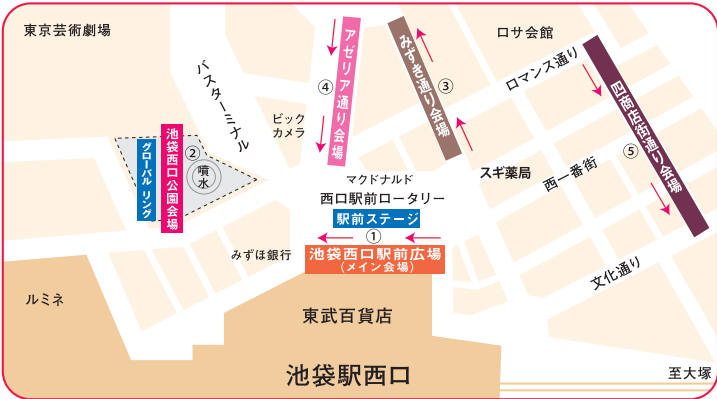 東京芸術劇場
バスターミナル
アゼリア通り会場
④
ビック
カメラ
みずき通り会場
③
ロサ会館
ロマンス通り
四商店街通り会場
⑤
グローバル リング
池袋西口公園会場
②
噴水
マクドナルド
スギ薬局
西一番街
西口駅前ロータリー
駅前ステージ
①
池袋西口駅前広場
(メイン会場)
みずほ銀行
文化通り
ルミネ
東武百貨店
池袋駅西口
至大塚